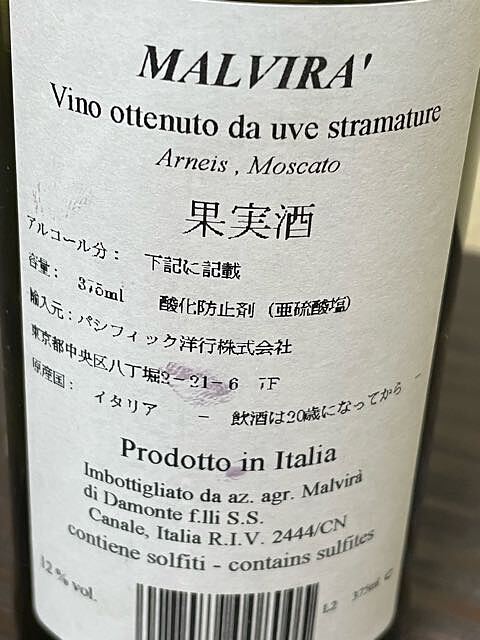 MALVIRA'
Vino ottenuto da uve stramature
Arneis , Moscato
果実酒
アルコール分： 下記に記載
容量： 375ml 酸化防止剤（亜硫酸塩）
輸入元：パシフィック洋行株式会社
東京都中央区八丁堀2－21－6 7F
原産国： イタリア － 飲酒は20歳になってから －
Prodotto in Italia
Imbottigliato da az. agr. Malvirà
di Damonte f.lli S.S.
Canale, Italia R.I.V. 2444/CN
contiene solfiti - contains sulfites
12% vol. L2 375ml e